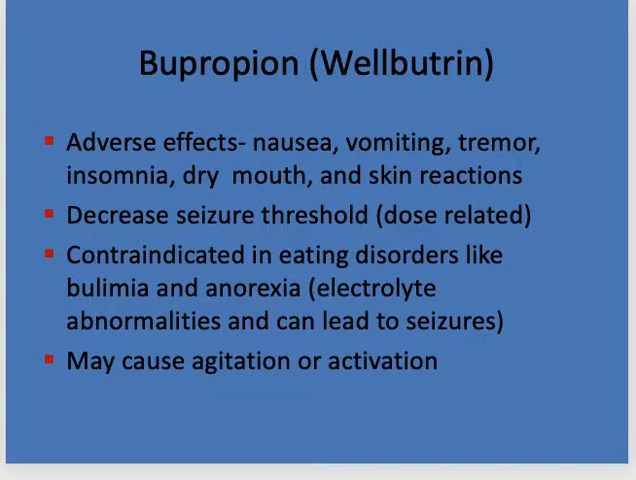 Bupropion (Wellbutrin)
▪ Adverse effects- nausea, vomiting, tremor,
insomnia, dry  mouth, and skin reactions
▪ Decrease seizure threshold (dose related)
▪ Contraindicated in eating disorders like
bulimia and anorexia (electrolyte
abnormalities and can lead to seizures)
▪ May cause agitation or activation